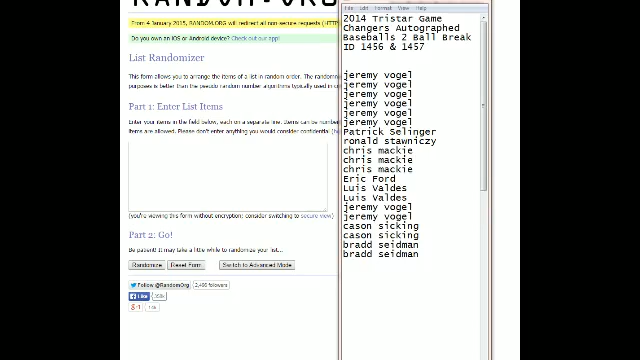 RANDOM.ORG
From 4 January 2015, RANDOM.ORG will redirect all non-secure requests (HTTP
Do you own an iOS or Android device? Check out our app!
List Randomizer
This form allows you to arrange the items of a list in random order. The randomn
purposes is better than the pseudo random number algorithms typically used in c
Part 1: Enter List Items
Enter your items in the field below, each on a separate line. Items can be number
items are allowed. Please don't enter anything you would consider confidential
(you're viewing this form without encryption; consider switching to secure view)
Part 2: Go!
Be patient! It may take a little while to randomize your list...
Randomize Reset Form Switch to Advanced Mode
Follow @RandomOrg 2,400 followers
Like
File Edit Format View Help
2014 Tristar Game
Changers Autographed
Baseballs 2 Ball Break
ID 1456 & 1457
jeremy vogel
jeremy vogel
jeremy vogel
jeremy vogel
jeremy vogel
jeremy vogel
Patrick Selinger
ronald stawniczy
chris mackie
chris mackie
chris mackie
Eric Ford
Luis Valdes
Luis Valdes
jeremy vogel
jeremy vogel
cason sicking
cason sicking
bradd seidman
bradd seidman